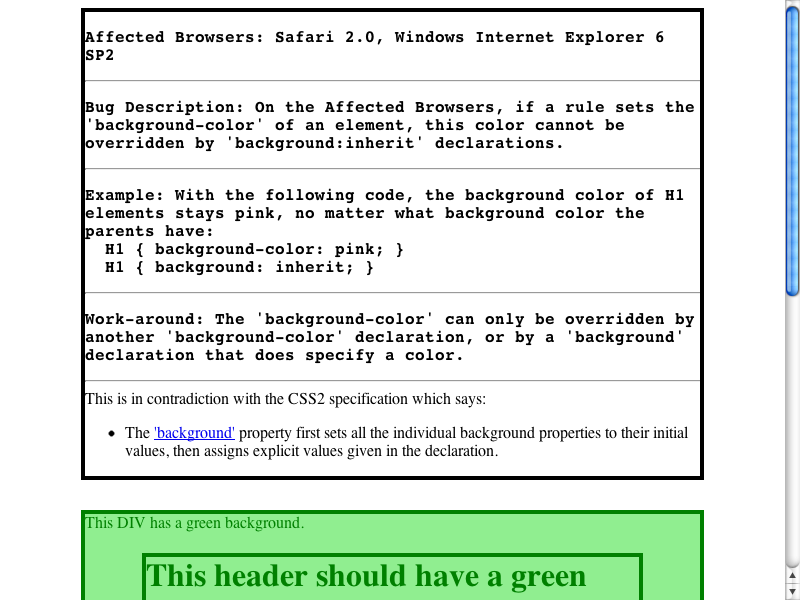 Affected Browsers: Safari 2.0, Windows Internet Explorer 6
SP2
Bug Description: On the Affected Browsers, if a rule sets the
'background-color' of an element, this color cannot be
overridden by 'background:inherit' declarations.
Example: With the following code, the background color of H1
elements stays pink, no matter what background color the
parents have:
H1 { background-color: pink; }
H1 { background: inherit; }
Work-around: The 'background-color' can only be overridden by
another 'background-color' declaration, or by a 'background'
declaration that does specify a color.
This is in contradiction with the CSS2 specification which says:
• The 'background' property first sets all the individual background properties to their initial
values, then assigns explicit values given in the declaration.
This DIV has a green background.
This header should have a green